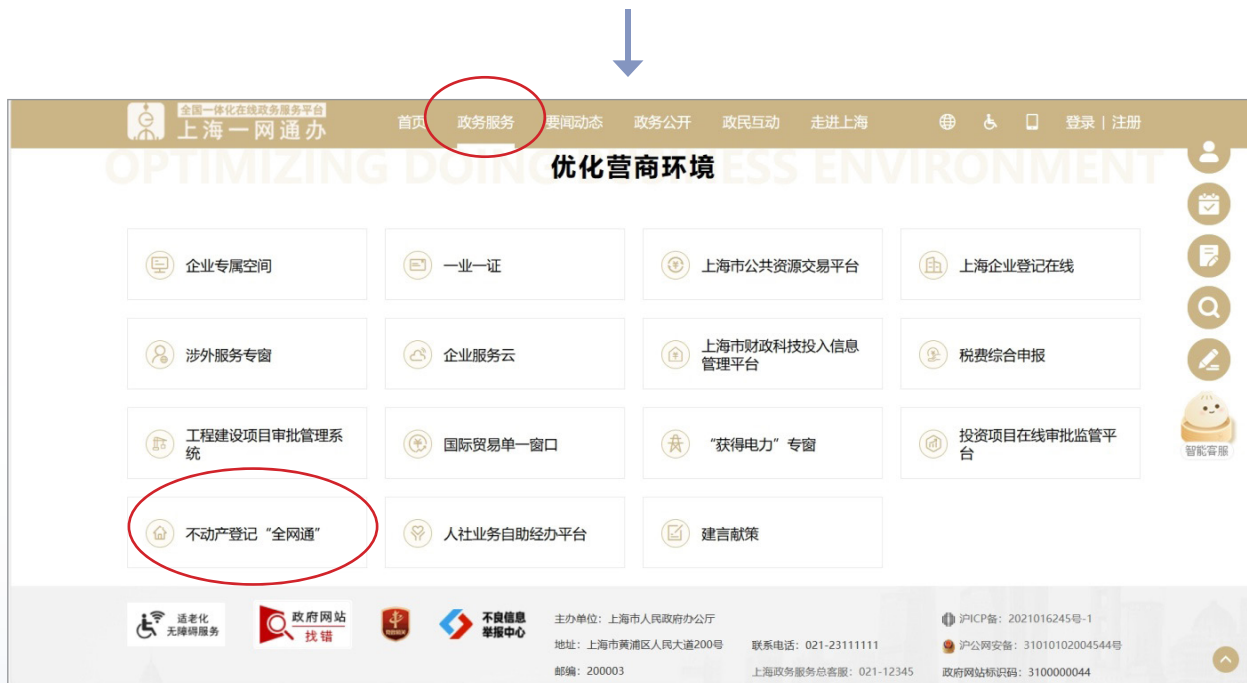 全国一体化在线政务服务平台
上海一网通办
首页 政务服务 要闻动态 政务公开 政民互动 走进上海 登录 | 注册
OPTIMIZING DOING BUSINESS ENVIRONMENT
优化营商环境
企业专属空间
一业一证
上海市公共资源交易平台
上海企业登记在线
涉外服务专窗
企业服务云
上海市财政科技投入信息
管理平台
税费综合申报
工程建设项目审批管理系
统
国际贸易单一窗口
“获得电力”专窗
投资项目在线审批监管平
台
智能客服
不动产登记“全网通”
人社业务自助经办平台
建言献策
适老化
无障碍服务
政府网站
找错
不良信息
举报中心
主办单位：上海市人民政府办公厅
地址：上海市黄浦区人民大道200号
邮编：200003
联系电话：021-23111111
上海政务服务总客服：021-12345
沪ICP备：2021016245号-1
沪公网安备：31010102004544号
政府网站标识码：3100000044